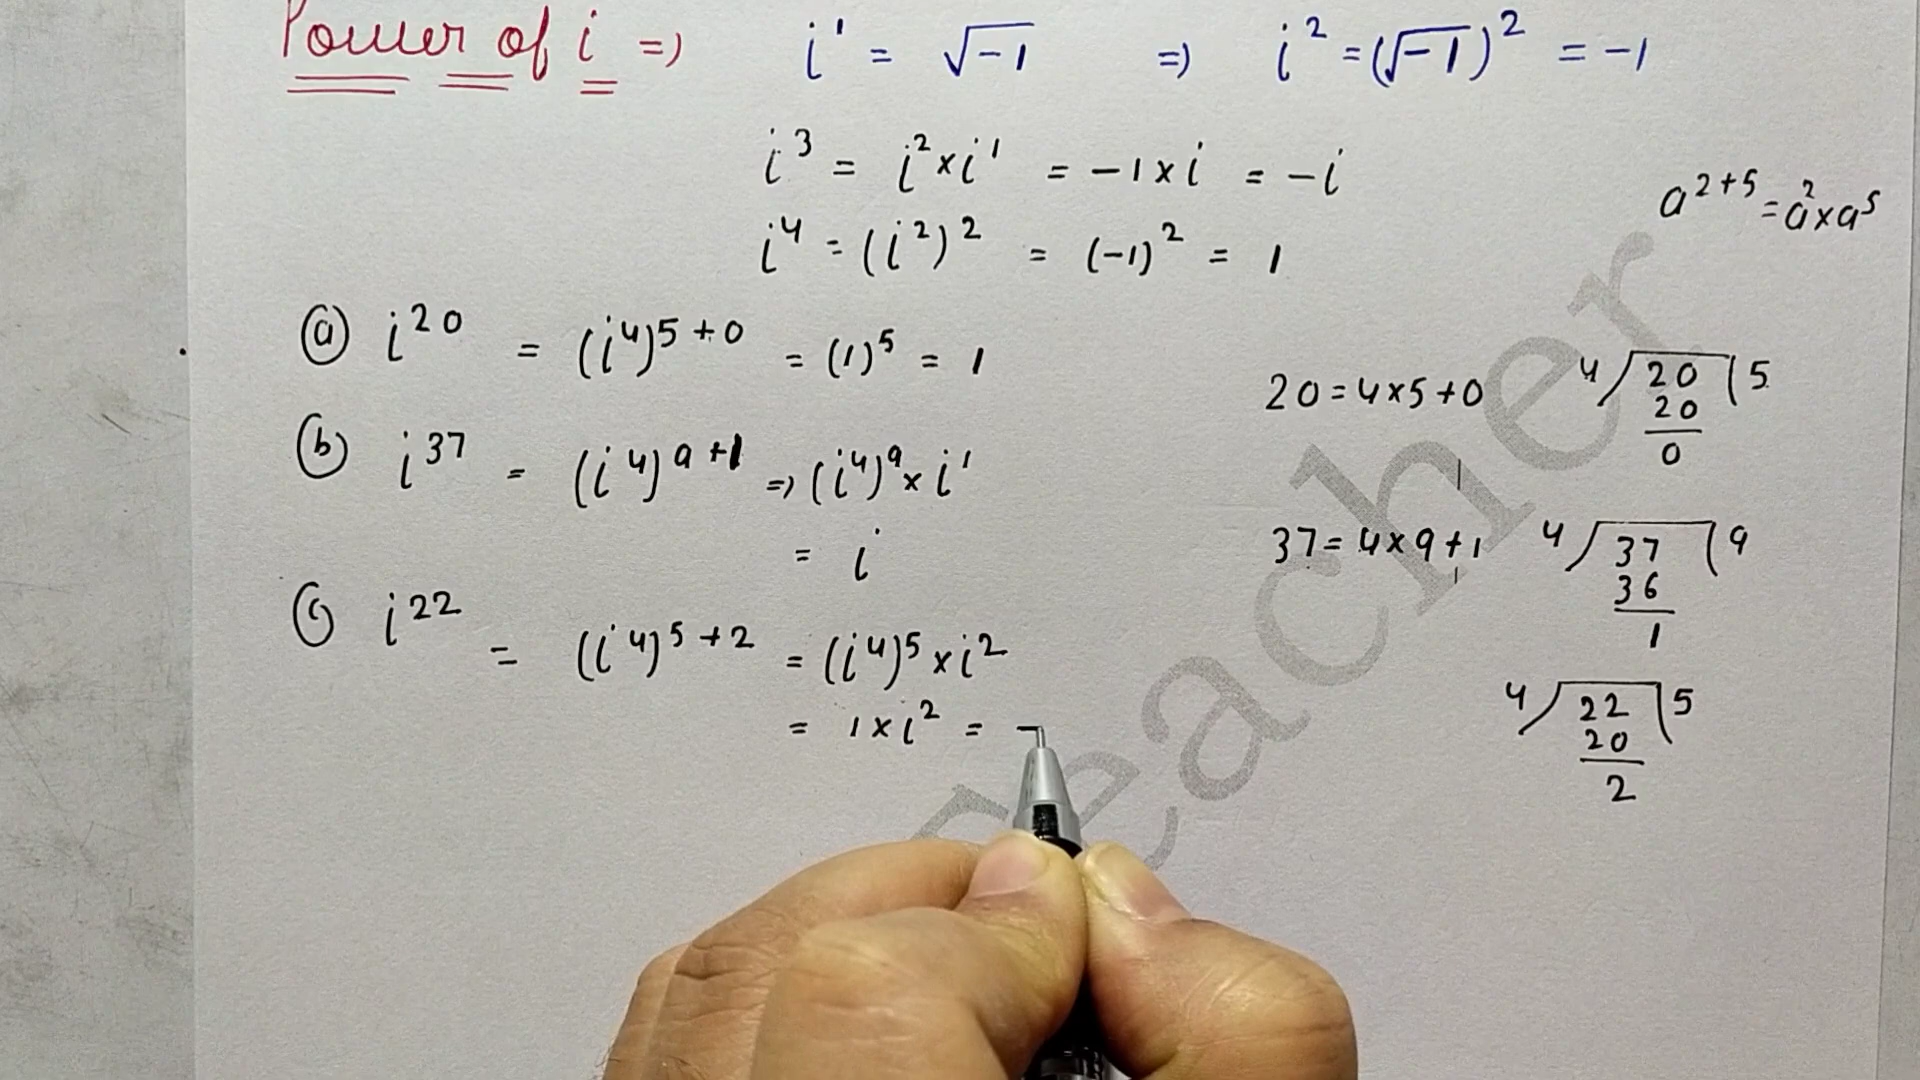 Power of i ⇒ i¹ = √-1 ⇒ i² = (√-1)² = -1
i³ = i² × i¹ = -1 × i = -i
a²⁺⁵ = a² × a⁵
i⁴ = (i²)² = (-1)² = 1
(a) i²⁰ = (i⁴)⁵⁺⁰ = (1)⁵ = 1
20 = 4×5+0
4) 20 (5
20
0
(b) i³⁷ = (i⁴)⁹⁺¹ ⇒ (i⁴)⁹ × i¹
= i
37 = 4×9+1
4) 37 (9
36
1
(c) i²² = (i⁴)⁵⁺² = (i⁴)⁵ × i²
= 1 × i² = -
4) 22 (5
20
2
eacher